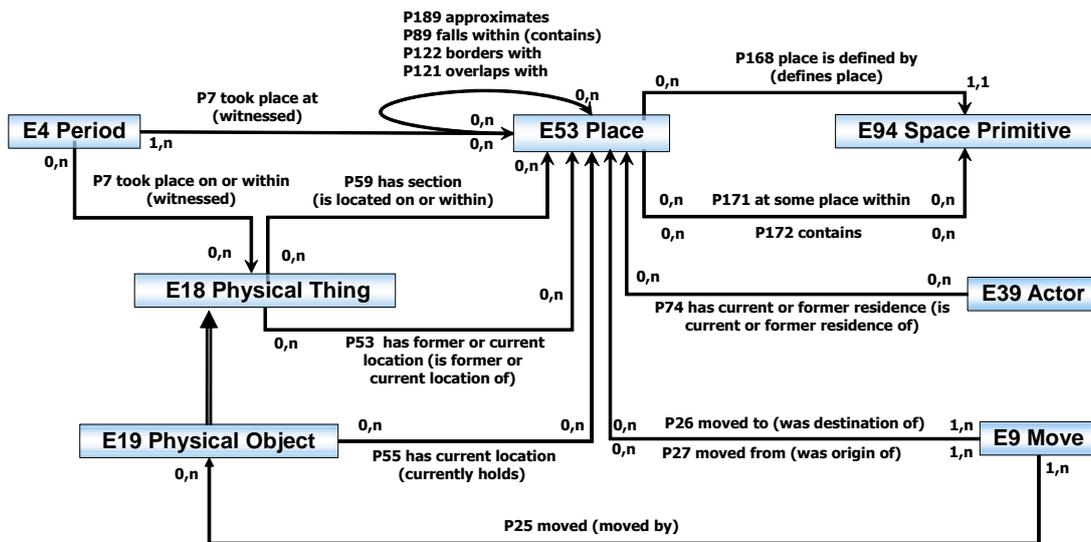 P189 approximates
P89 falls within (contains)
P122 borders with
P121 overlaps with
P168 place is defined by
(defines place)
0,n
0,n
1,1
P7 took place at
(witnessed)
0,n
E4 Period
E53 Place
E94 Space Primitive
1,n
0,n
0,n
0,n
P7 took place on or within
(witnessed)
P59 has section
(is located on or within)
0,n
P171 at some place within
0,n
0,n
P172 contains
0,n
0,n
0,n
E18 Physical Thing
0,n
0,n
0,n
E39 Actor
P74 has current or former residence (is
current or former residence of)
0,n
P53 has former or current
location (is former or
current location of)
0,n
0,n
0,n
P26 moved to (was destination of)
1,n
E19 Physical Object
E9 Move
0,n
P27 moved from (was origin of)
1,n
P55 has current location
(currently holds)
0,n
1,n
P25 moved (moved by)